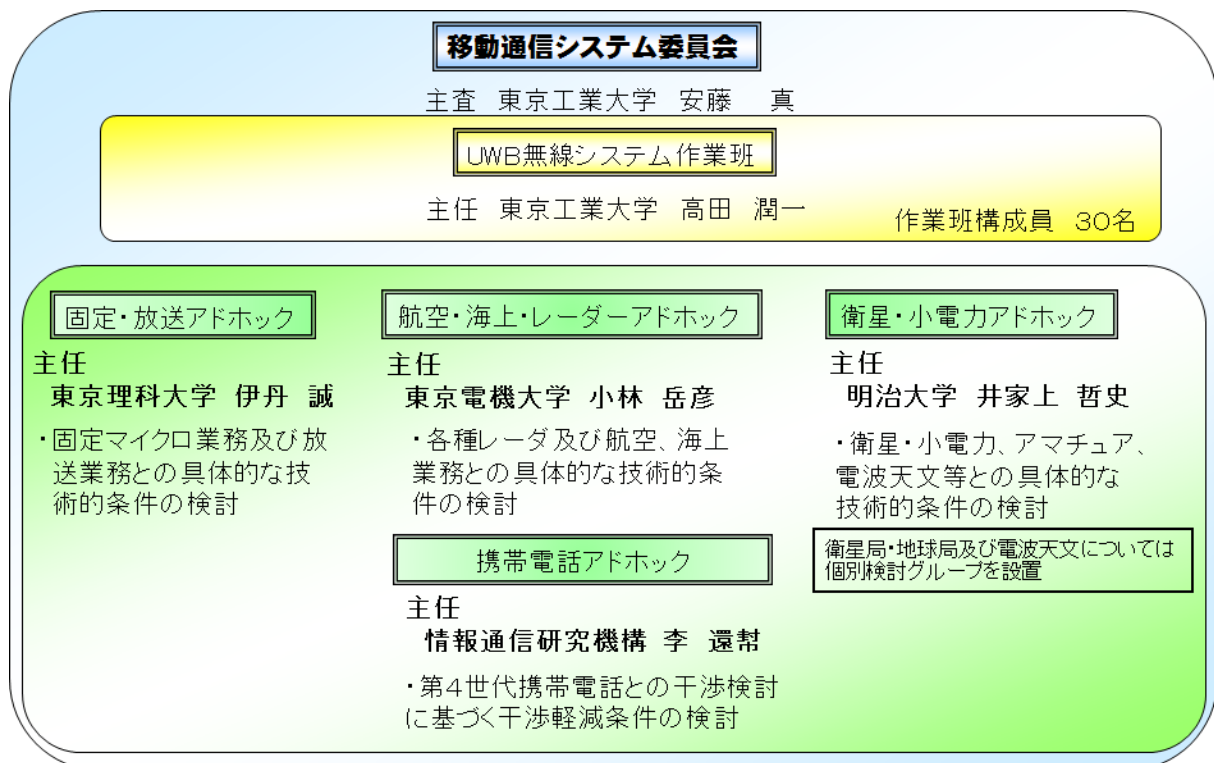 移動通信システム委員会
主査 東京工業大学 安藤 真
UWB無線システム作業班
主任 東京工業大学 高田 潤一
作業班構成員 30名
固定・放送アドホック
主任
東京理科大学 伊丹 誠
・固定マイクロ業務及び放
送業務との具体的な技
術的条件の検討
航空・海上・レーダーアドホック
主任
東京電機大学 小林 岳彦
・各種レーダ及び航空、海上
業務との具体的な技術的条
件の検討
携帯電話アドホック
主任
情報通信研究機構 李 還幇
・第4世代携帯電話との干渉検討
に基づく干渉軽減条件の検討
衛星・小電力アドホック
主任
明治大学 井家上 哲史
・衛星・小電力、アマチュア、
電波天文等との具体的な
技術的条件の検討
衛星局・地球局及び電波天文については
個別検討グループを設置